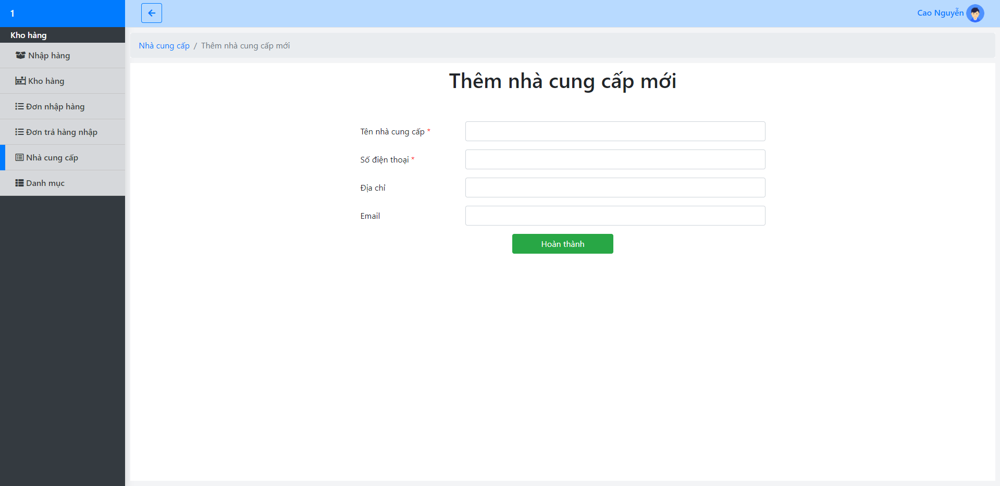 1
Cao Nguyễn
Kho hàng
Nhập hàng
Kho hàng
Đơn nhập hàng
Đơn trả hàng nhập
Nhà cung cấp
Danh mục
Nhà cung cấp / Thêm nhà cung cấp mới
Thêm nhà cung cấp mới
Tên nhà cung cấp *
Số điện thoại *
Địa chỉ
Email
Hoàn thành